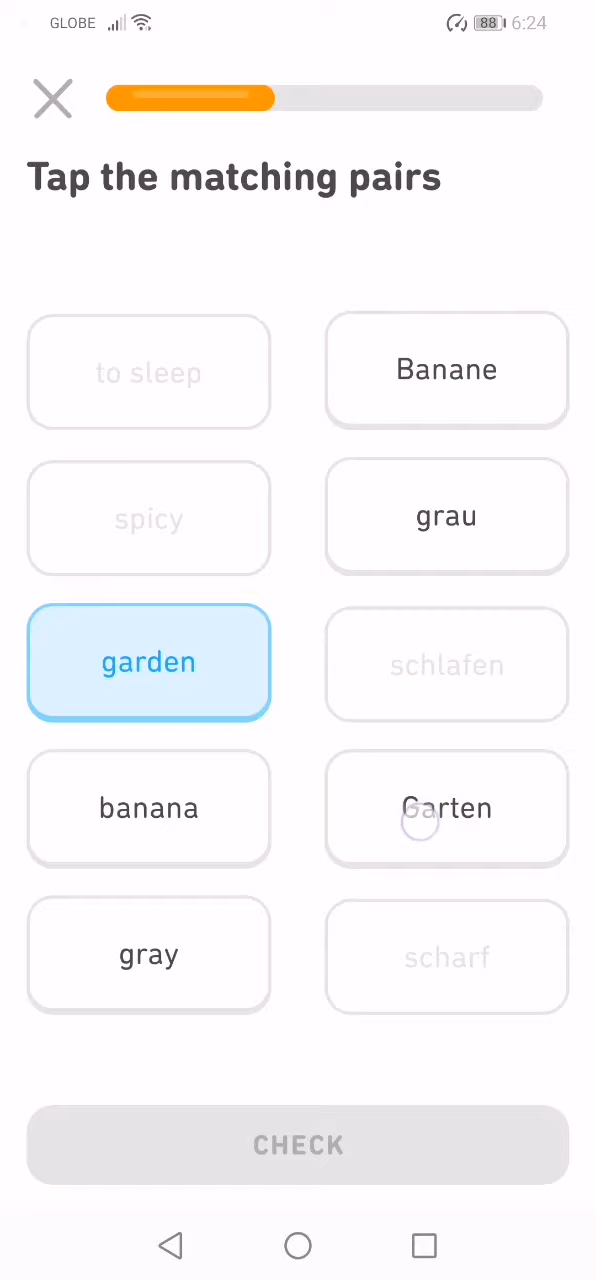 GLOBE 88 6:24
Tap the matching pairs
to sleep Banane
spicy grau
garden schlafen
banana Garten
gray scharf
CHECK